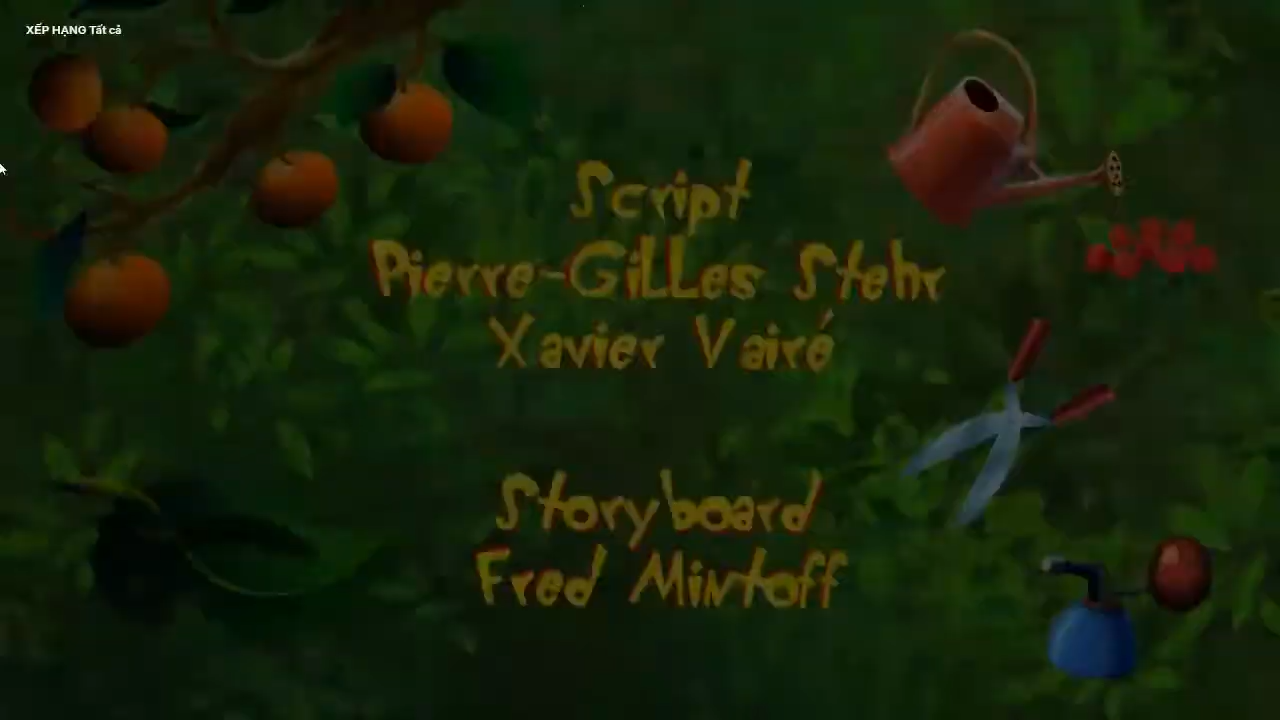 XẾP HẠNG Tất cả
Script
Pierre-Gilles Stehr
Xavier Vairé
Storyboard
Fred Mintoff